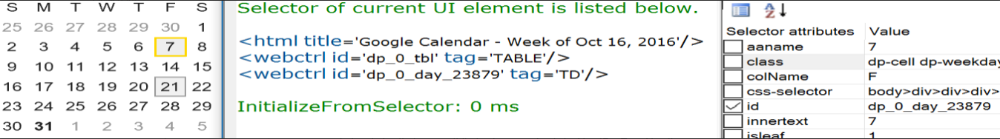 S M T W T F S
25 26 27 28 29 30 1
2 3 4 5 6 7 8
9 10 11 12 13 14 15
16 17 18 19 20 21 22
23 24 25 26 27 28 29
30 31 1 2 3 4 5
Selector of current UI element is listed below.
<html title='Google Calendar - Week of Oct 16, 2016'/>
<webctrl id='dp_0_tbl' tag='TABLE'/>
<webctrl id='dp_0_day_23879' tag='TD'/>
InitializeFromSelector: 0 ms
Selector attributes Value
aaname 7
class dp-cell dp-weekday
colName F
css-selector body>div>div>div>
id dp_0_day_23879
innertext 7
isleaf 1